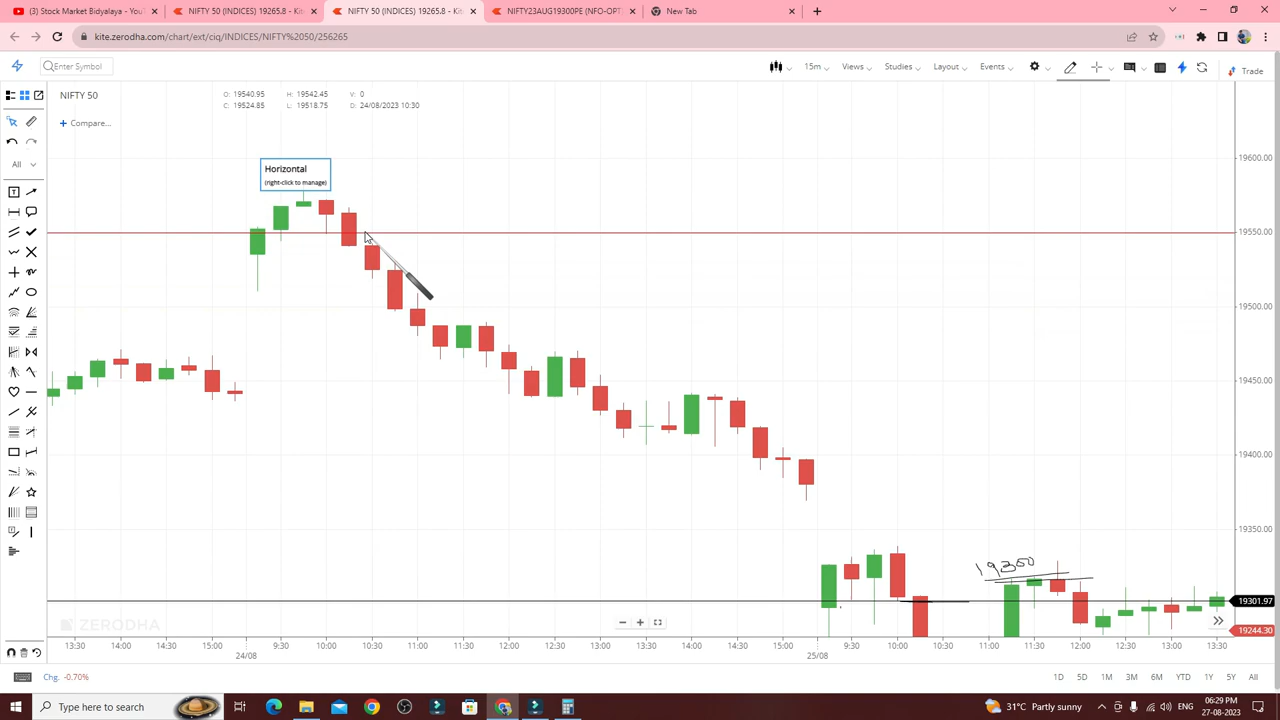 (3) Stock Market Bidyalaya - You
NIFTY 50 (INDICES) 19265.8 - Kit
NIFTY 50 (INDICES) 19265.8 - Kit
NIFTY23AUG19300PE (NFO-OPT)
New Tab
kite.zerodha.com/chart/ext/ciq/INDICES/NIFTY%2050/256265
Enter Symbol
15m
Views
Studies
Layout
Events
Trade
NIFTY 50
O: 19540.95 H: 19542.45 V: 0
C: 19524.85 L: 19518.75 D: 24/08/2023 10:30
+ Compare...
All
Horizontal
(right-click to manage)
19600.00
19550.00
19500.00
19450.00
19400.00
19350.00
19300
19301.97
19244.30
ZERODHA
13:30 14:00 14:30 15:00 24/08 9:30 10:00 10:30 11:00 11:30 12:00 12:30 13:00 13:30 14:00 14:30 15:00 25/08 9:30 10:00 10:30 11:00 11:30 12:00 12:30 13:00 13:30
Chg. -0.70%
1D 5D 1M 3M 6M YTD 1Y 5Y All
Type here to search
31°C Partly sunny
ENG
06:29 PM
27-08-2023